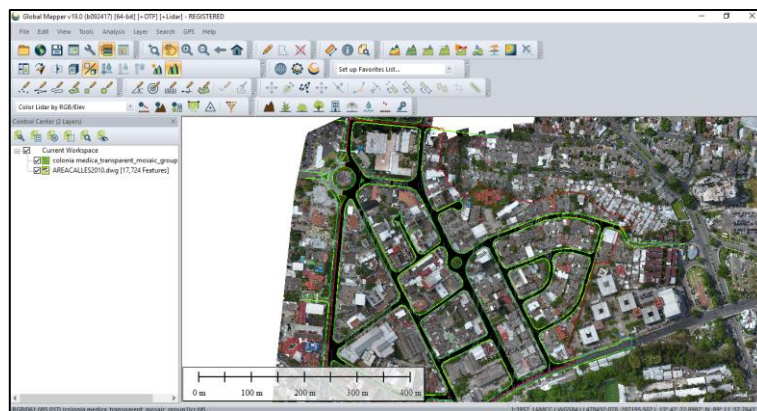 Global Mapper v19.0 (b092417) [64-bit] [+OTF] [+Lidar] - REGISTERED
File Edit View Tools Analysis Layer Search GPS Help
Set up Favorites List...
Color Lidar by RGB/Elev
Control Center (2 Layers)
Current Workspace
colonia medica_transparent_mosaic_group
AREACALLES2010.dwg [17,724 Features]
0 m 100 m 200 m 300 m 400 m